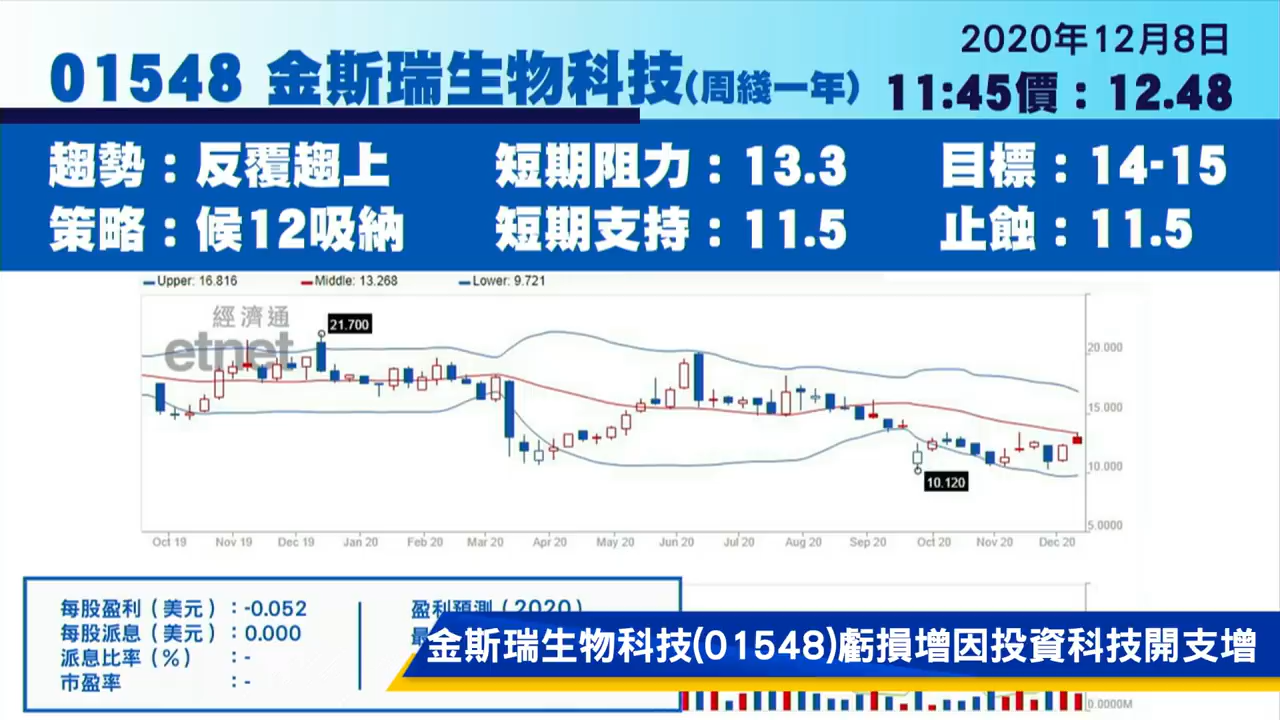 01548 金斯瑞生物科技(周綫一年)
2020年12月8日
11:45價：12.48
趨勢：反覆趨上
短期阻力：13.3
目標：14-15
策略：候12吸納
短期支持：11.5
止蝕：11.5
Upper: 16.816
Middle: 13.268
Lower: 9.721
經濟通
etnet
21.700
10.120
20.000
15.000
10.000
5.0000
Oct 19
Nov 19
Dec 19
Jan 20
Feb 20
Mar 20
Apr 20
May 20
Jun 20
Jul 20
Aug 20
Sep 20
Oct 20
Nov 20
Dec 20
每股盈利（美元）：-0.052
每股派息（美元）：0.000
派息比率（%）：-
市盈率：-
盈利預測（2020）
金斯瑞生物科技(01548)虧損增因投資科技開支增
0.0000M